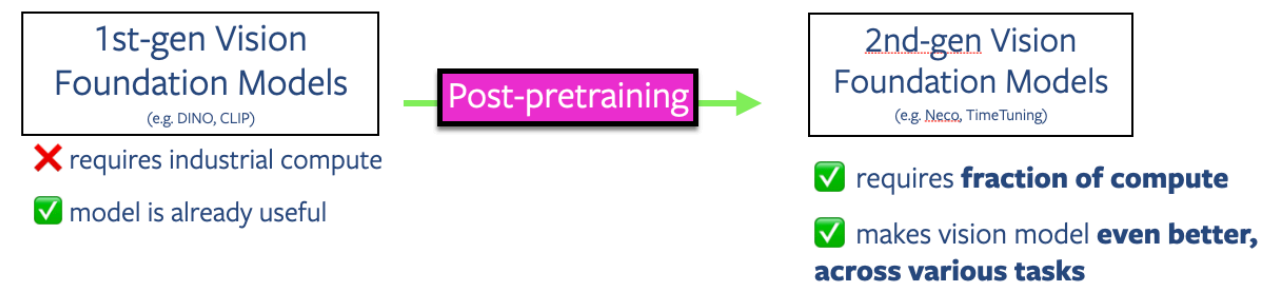 1st-gen Vision
Foundation Models
(e.g. DINO, CLIP)
❌ requires industrial compute
✅ model is already useful
Post-pretraining
2nd-gen Vision
Foundation Models
(e.g. Neco, TimeTuning)
✅ requires fraction of compute
✅ makes vision model even better,
across various tasks